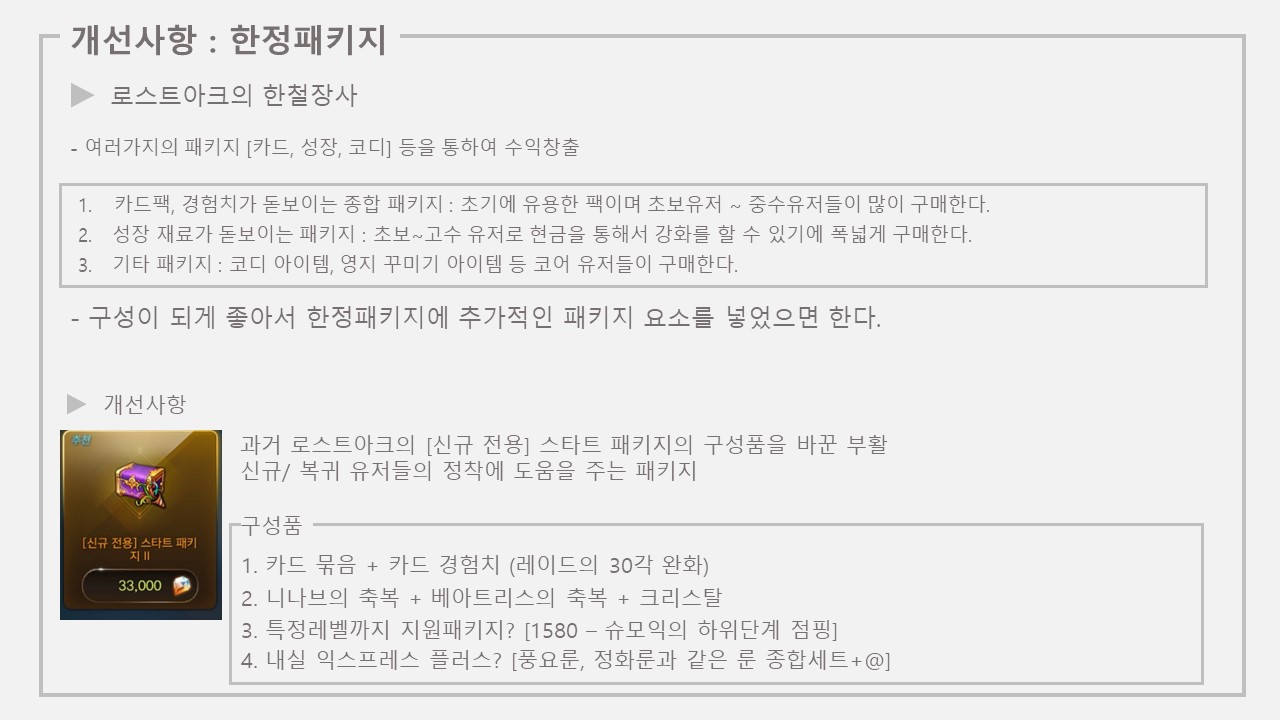 개선사항 : 한정패키지
▶ 로스트아크의 한철장사
- 여러가지의 패키지 [카드, 성장, 코디] 등을 통하여 수익창출
1. 카드팩, 경험치가 돋보이는 종합 패키지 : 초기에 유용한 팩이며 초보유저 ~ 중수유저들이 많이 구매한다.
2. 성장 재료가 돋보이는 패키지 : 초보~고수 유저로 현금을 통해서 강화를 할 수 있기에 폭넓게 구매한다.
3. 기타 패키지 : 코디 아이템, 영지 꾸미기 아이템 등 코어 유저들이 구매한다.
- 구성이 되게 좋아서 한정패키지에 추가적인 패키지 요소를 넣었으면 한다.
▶ 개선사항
추천
[신규 전용] 스타트 패키
지 II
33,000
과거 로스트아크의 [신규 전용] 스타트 패키지의 구성품을 바꾼 부활
신규/ 복귀 유저들의 정착에 도움을 주는 패키지
구성품
1. 카드 묶음 + 카드 경험치 (레이드의 30각 완화)
2. 니나브의 축복 + 베아트리스의 축복 + 크리스탈
3. 특정레벨까지 지원패키지? [1580 – 슈모익의 하위단계 점핑]
4. 내실 익스프레스 플러스? [풍요룬, 정화룬과 같은 룬 종합세트+@]